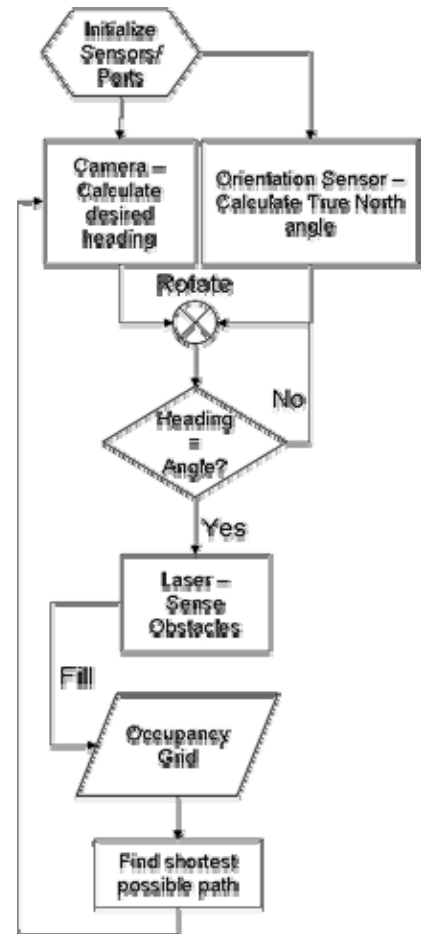 Initialize
Sensors/
Ports
Camera –
Calculate
desired
heading
Orientation Sensor –
Calculate True North
angle
Rotate
Heading
=
Angle?
No
Yes
Laser –
Sense
Obstacles
Fill
Occupancy
Grid
Find shortest
possible path